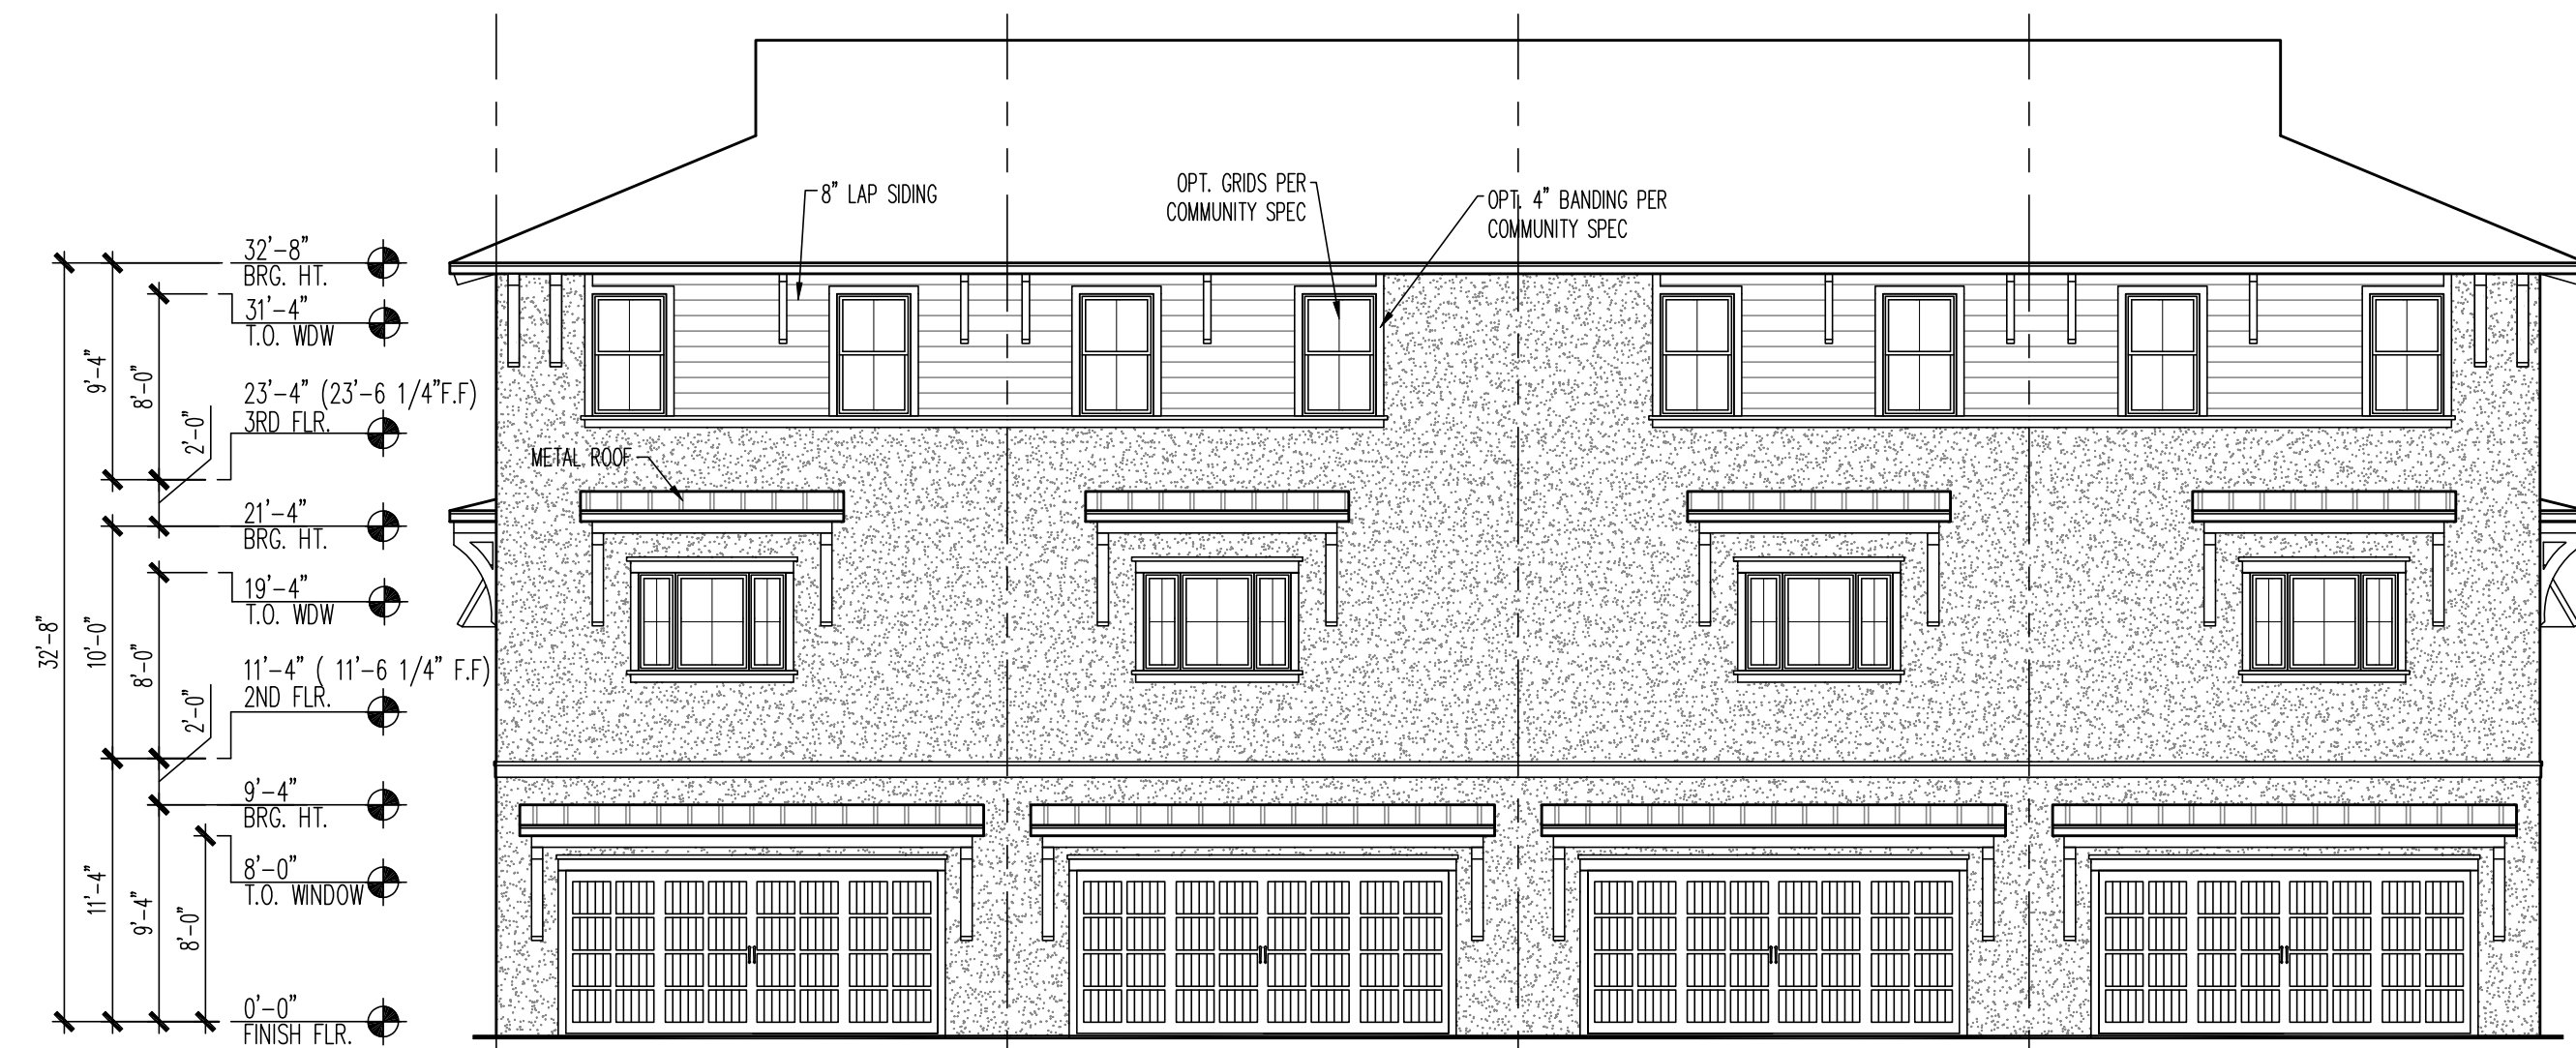 8" LAP SIDING
OPT. GRIDS PER
COMMUNITY SPEC
OPT. 4" BANDING PER
COMMUNITY SPEC
METAL ROOF
32'-8"
BRG. HT.
31'-4"
T.O. WDW
23'-4" (23'-6 1/4"F.F)
3RD FLR.
21'-4"
BRG. HT.
19'-4"
T.O. WDW
11'-4" ( 11'-6 1/4" F.F)
2ND FLR.
9'-4"
BRG. HT.
8'-0"
T.O. WINDOW
0'-0"
FINISH FLR.
32'-8"
9'-4"
10'-0"
11'-4"
8'-0"
2'-0"
8'-0"
2'-0"
9'-4"
8'-0"